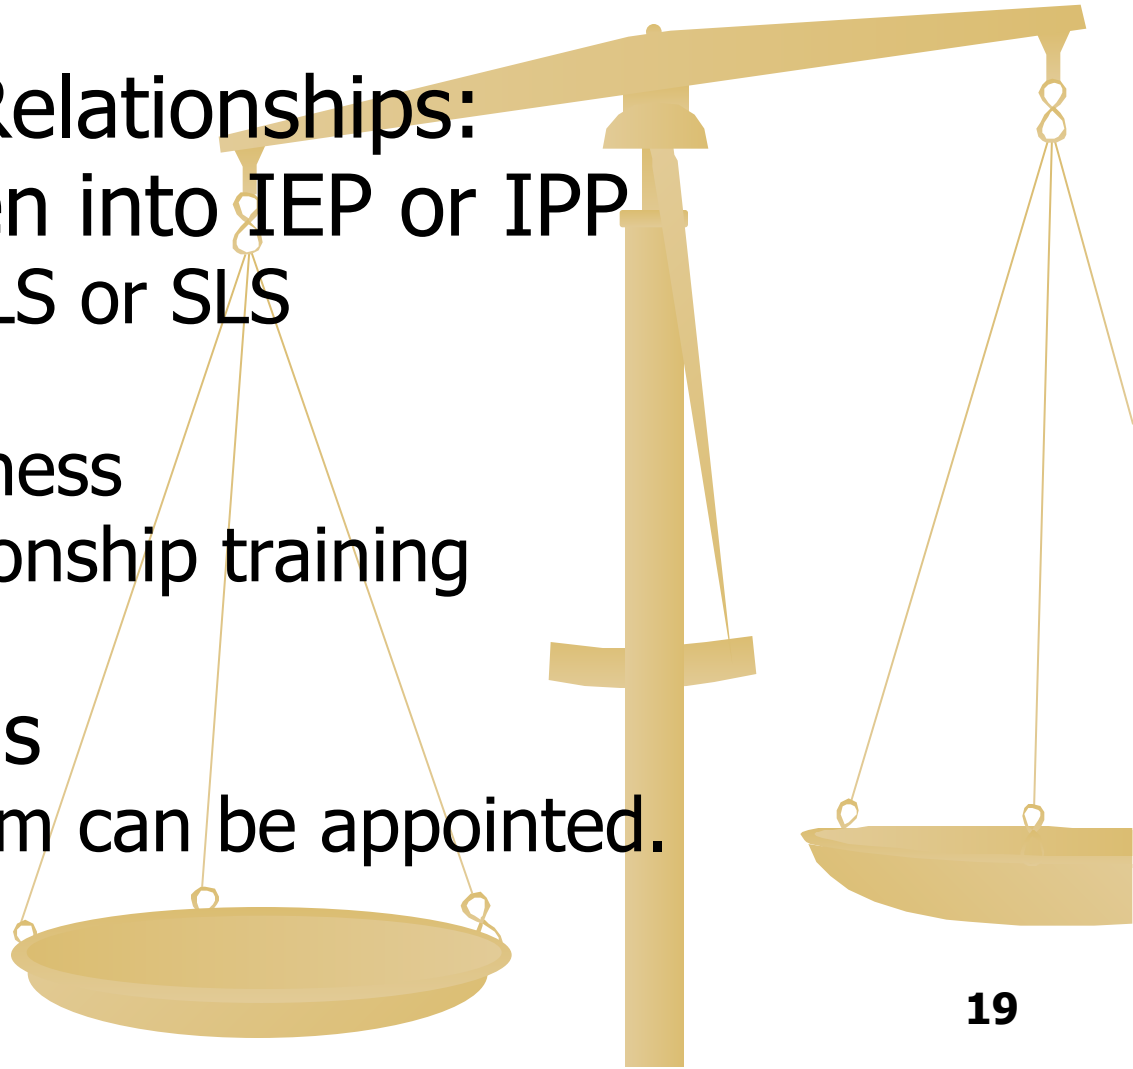 Relationships:
en into IEP or IPP
LS or SLS
ness
onship training
s
m can be appointed.
19